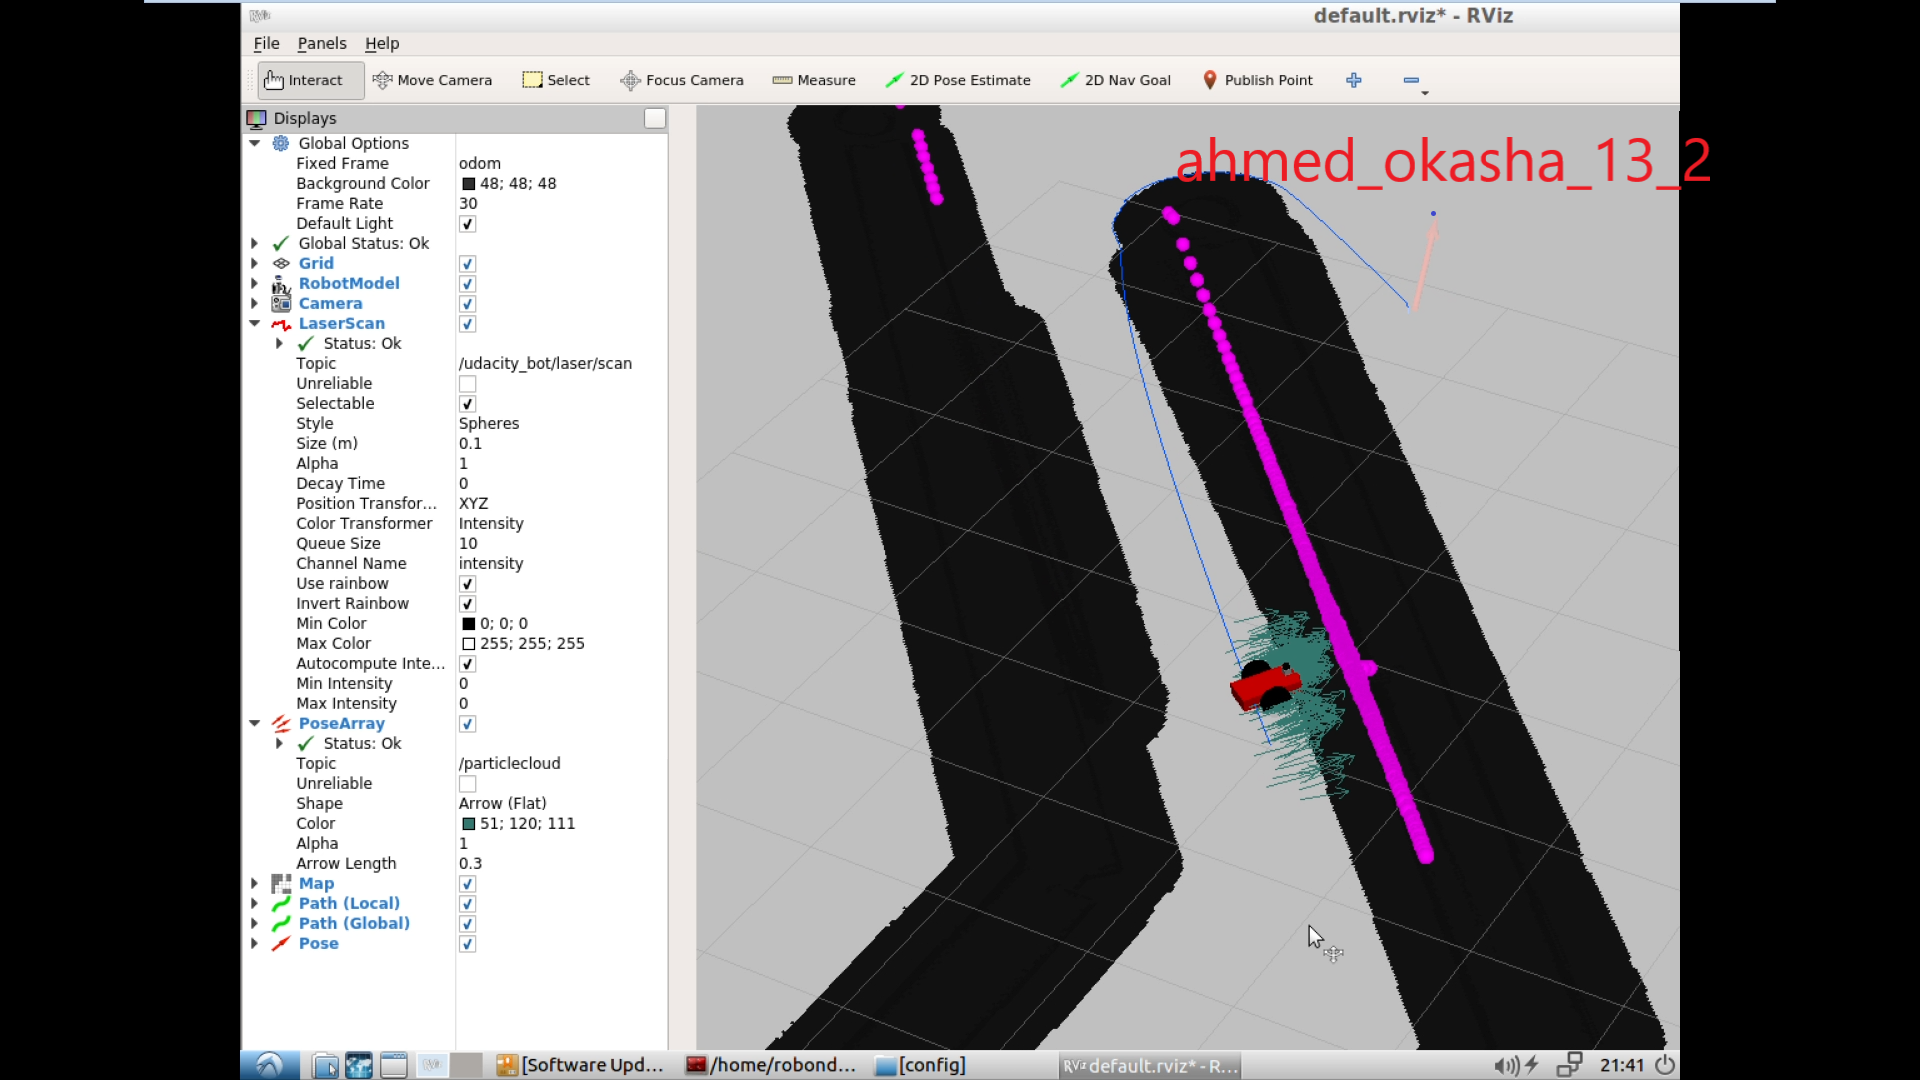 default.rviz* - RViz
File Panels Help
Interact Move Camera Select Focus Camera Measure 2D Pose Estimate 2D Nav Goal Publish Point
Displays
ahmed_okasha_13_2
Global Options
Fixed Frame odom
Background Color 48; 48; 48
Frame Rate 30
Default Light
Global Status: Ok
Grid
RobotModel
Camera
LaserScan
Status: Ok
Topic /udacity_bot/laser/scan
Unreliable
Selectable
Style Spheres
Size (m) 0.1
Alpha 1
Decay Time 0
Position Transfor... XYZ
Color Transformer Intensity
Queue Size 10
Channel Name intensity
Use rainbow
Invert Rainbow
Min Color 0; 0; 0
Max Color 255; 255; 255
Autocompute Inte...
Min Intensity 0
Max Intensity 0
PoseArray
Status: Ok
Topic /particlecloud
Unreliable
Shape Arrow (Flat)
Color 51; 120; 111
Alpha 1
Arrow Length 0.3
Map
Path (Local)
Path (Global)
Pose
[Software Upd... /home/robond... [config] RViz default.rviz* - R... 21:41